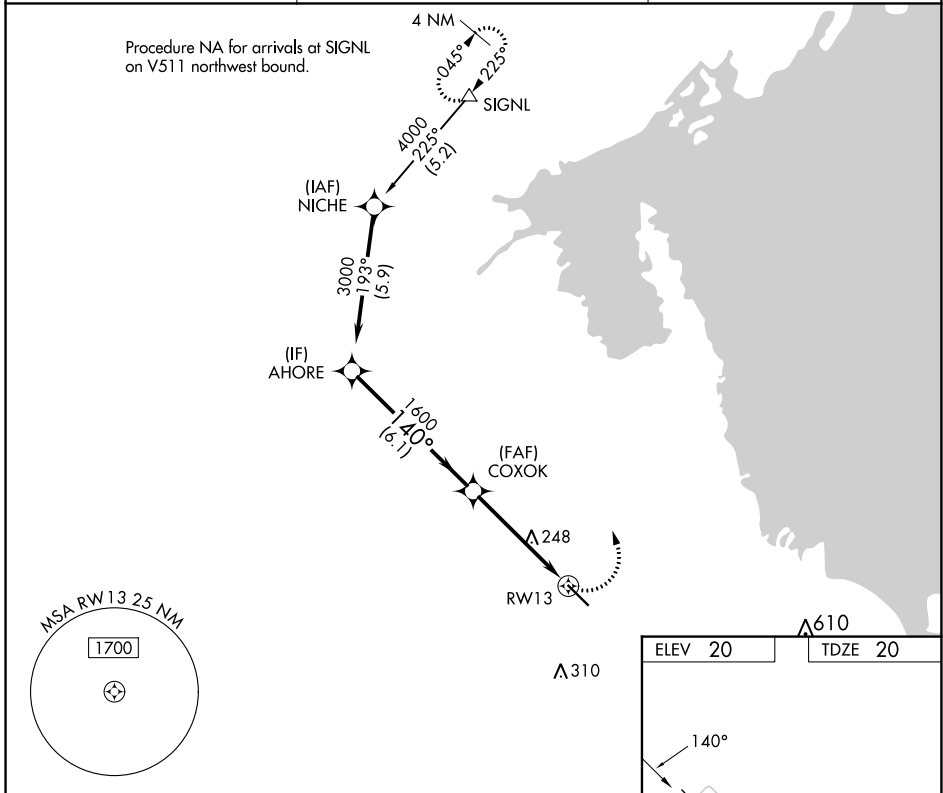 4 NM
Procedure NA for arrivals at SIGNL
on V511 northwest bound.
045°
225°
SIGNL
4000
225°
(5.2)
(IAF)
NICHE
3000
193°
(5.9)
(IF)
AHORE
1600
140°
(6.1)
(FAF)
COXOK
248
RW13
MSA RW13 25 NM
1700
610
310
ELEV 20
TDZE 20
140°